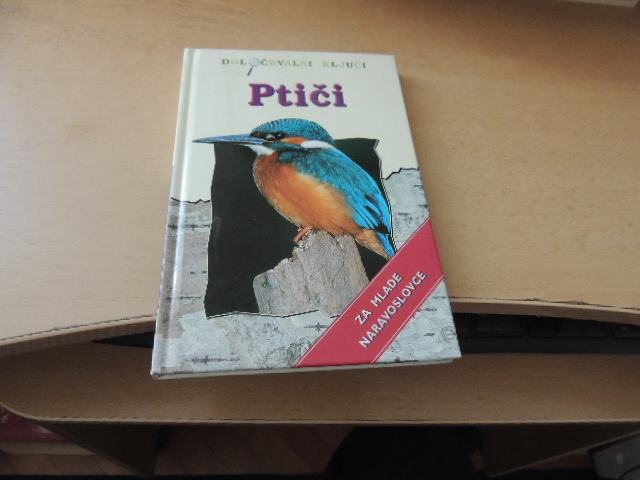 DOLOČEVALNI KLJUČI
Ptiči
ZA MLADE
NARAVOSLOVCE